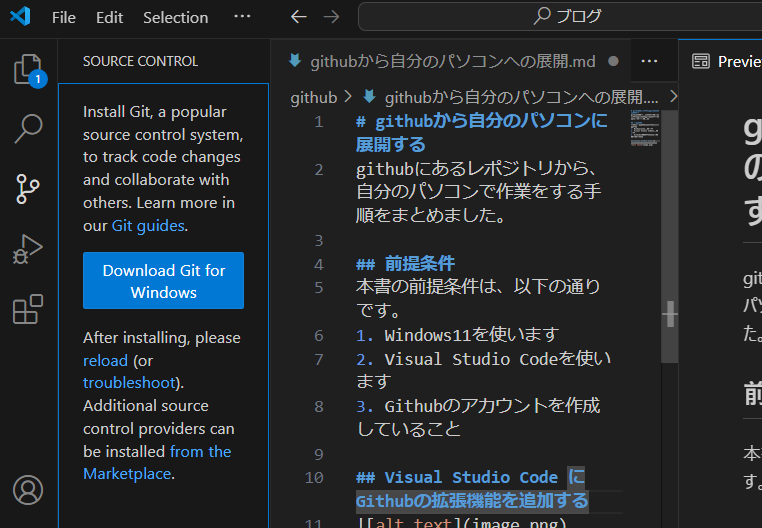 File Edit Selection ··· ← → ブログ
SOURCE CONTROL
1
Install Git, a popular
source control system,
to track code changes
and collaborate with
others. Learn more in
our Git guides.
Download Git for
Windows
After installing, please
reload (or
troubleshoot).
Additional source
control providers can
be installed from the
Marketplace.
githubから自分のパソコンへの展開.md ● ···
github > githubから自分のパソコンへの展開.... >
1 # githubから自分のパソコンに
展開する
2 githubにあるレポジトリから、
自分のパソコンで作業をする手
順をまとめました。
3
4 ## 前提条件
5 本書の前提条件は、以下の通り
です。
6 1. Windows11を使います
7 2. Visual Studio Codeを使い
ます
8 3. Githubのアカウントを作成
していること
9
10 ## Visual Studio Code に
Githubの拡張機能を追加する
11 ![alt text](image.png)
Previe
g
の
す
git
パソ
た。
前
本
す。